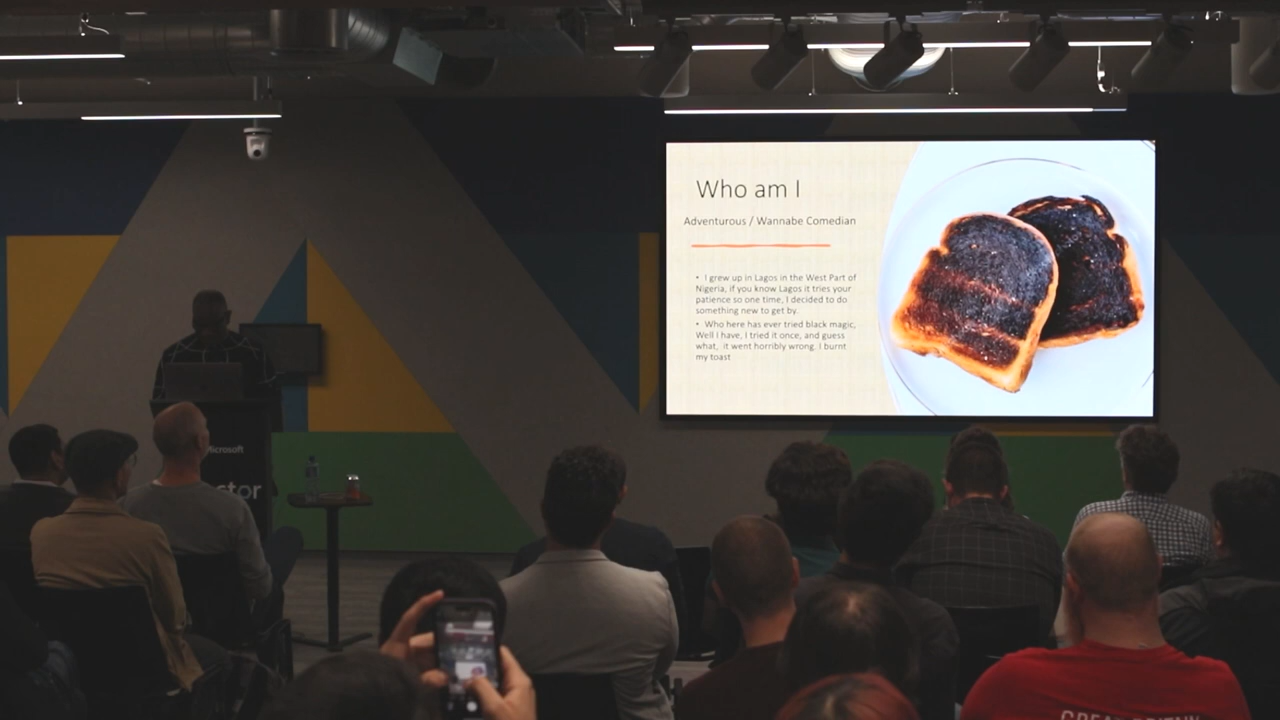 Who am I
Adventurous / Wannabe Comedian
• I grew up in Lagos in the West Part of
Nigeria, if you know Lagos it tries your
patience so one time, I decided to do
something new to get by.
• Who here has ever tried black magic,
Well I have, I tried it once, and guess
what, it went horribly wrong. I burnt
my toast
Microsoft
ctor